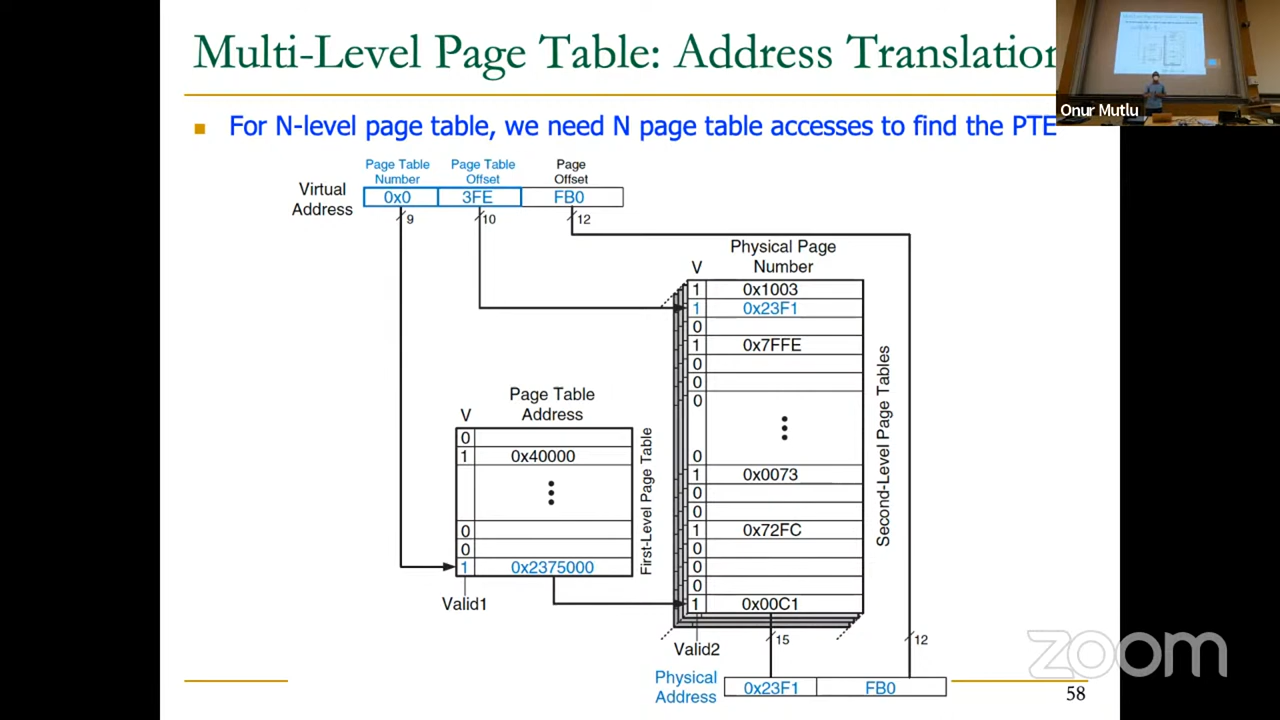 Multi-Level Page Table: Address Translation
Onur Mutlu
For N-level page table, we need N page table accesses to find the PTE
Page Table Number
Page Table Offset
Page Offset
Virtual Address
0x0
3FE
FB0
9
10
12
Physical Page Number
V
1 0x1003
1 0x23F1
0
1 0x7FFE
0
0
0
0
1 0x0073
0
0
1 0x72FC
0
0
0
1 0x00C1
Second-Level Page Tables
Page Table Address
V
0
1 0x40000
0
0
1 0x2375000
First-Level Page Table
Valid1
Valid2
15
12
Physical Address
0x23F1
FB0
zoom
58